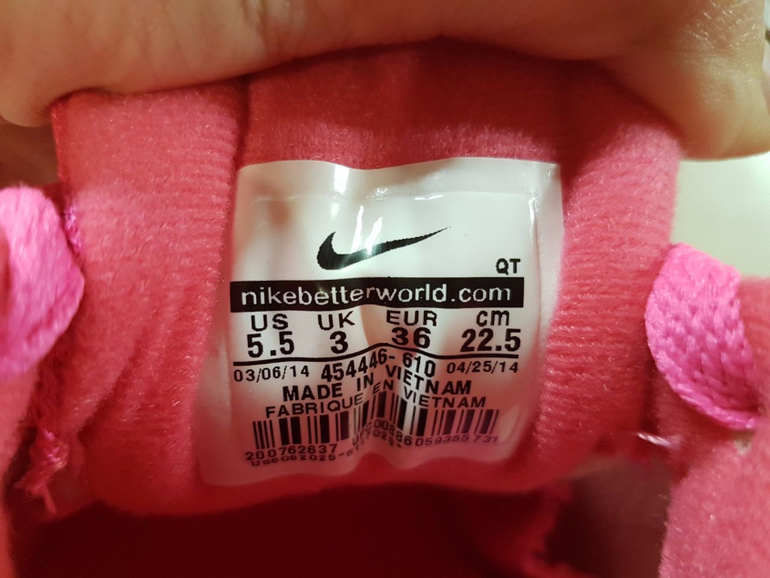 QT
nikebetterworld.com
US UK EUR cm
5.5 3 36 22.5
03/06/14 454446-610 04/25/14
MADE IN VIETNAM
FABRIQUE EN VIETNAM
200762637